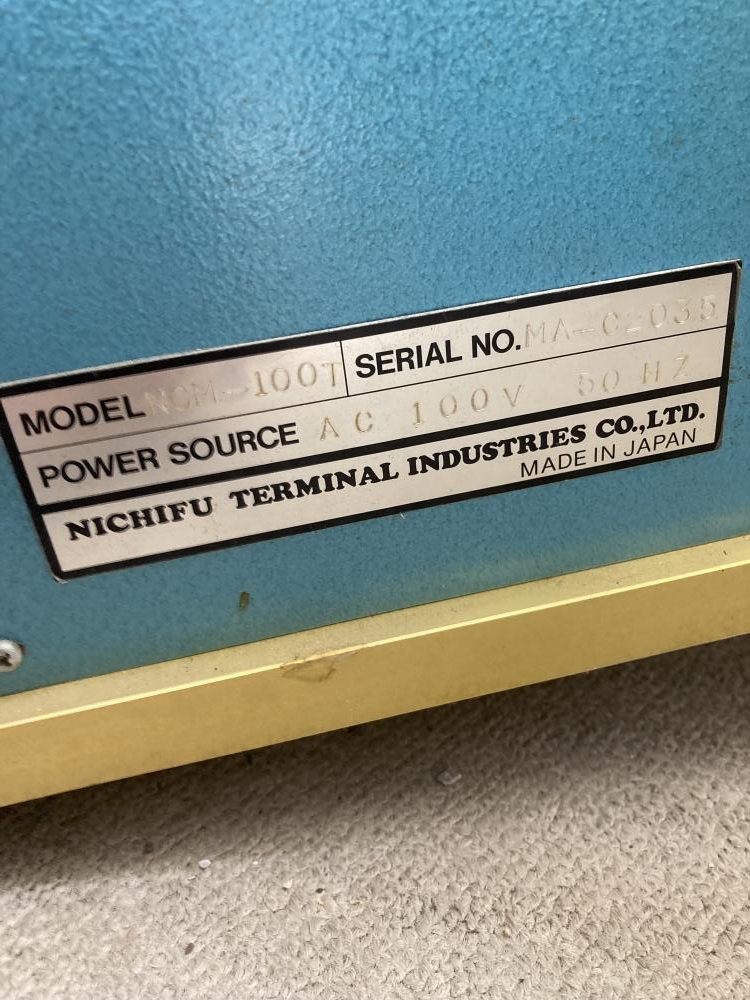 MODEL NCM-100T SERIAL NO. MA-C2035
POWER SOURCE AC 100V 50 HZ
NICHIFU TERMINAL INDUSTRIES CO.,LTD.
MADE IN JAPAN